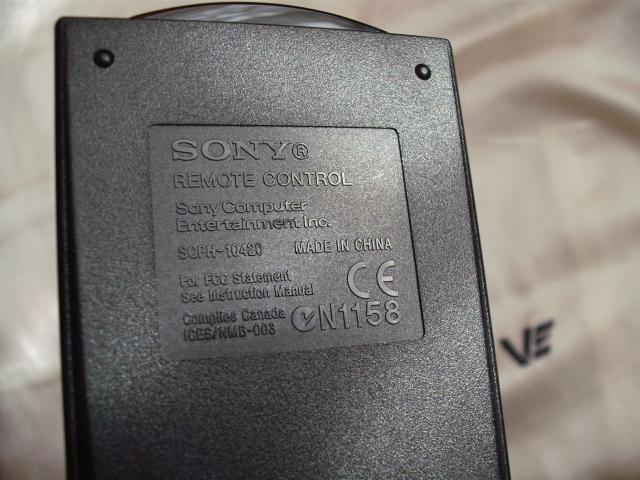 SONY®
REMOTE CONTROL
Sony Computer
Entertainment Inc.
SCPH-10420 MADE IN CHINA
For FCC Statement
See Instruction Manual
CE
Complies Canada
ICES/NMB-003
N1158
VE